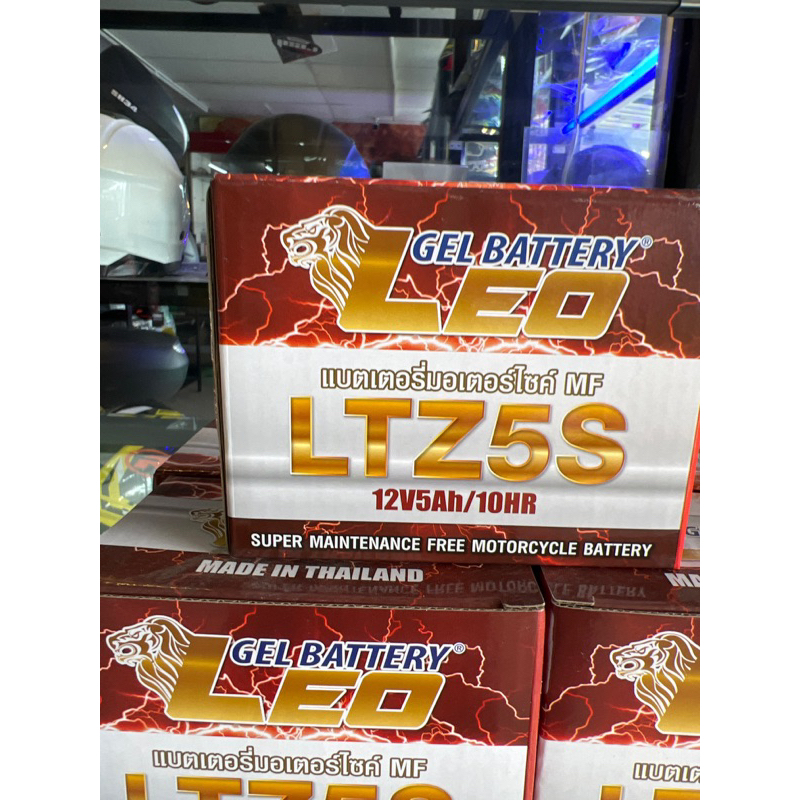 GEL BATTERY®
LEO
แบตเตอรี่มอเตอร์ไซค์ MF
LTZ5S
12V5Ah/10HR
SUPER MAINTENANCE FREE MOTORCYCLE BATTERY
MADE IN THAILAND
GEL BATTERY®
LEO
แบตเตอรี่มอเตอร์ไซค์ MF
LTZ5S